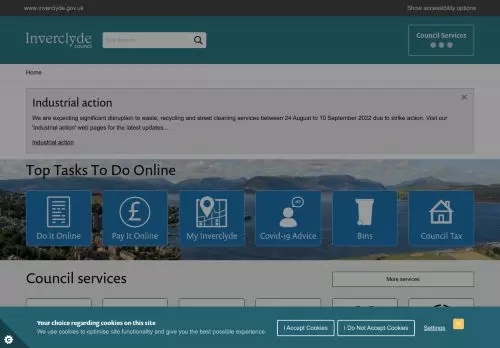 www.inverclyde.gov.uk
Show accessibility options
Inverclyde
council
Council Services
Home
Industrial action
We are expecting significant disruption to waste, recycling and street cleaning services between 24 August to 10 September 2022 due to strike action. Visit our
'industrial action' web pages for the latest updates...
Industrial action
Top Tasks To Do Online
Do It Online
Pay It Online
My Inverclyde
Covid-19 Advice
Bins
Council Tax
Council services
More services
Your choice regarding cookies on this site
We use cookies to optimise site functionality and give you the best possible experience
I Accept Cookies
I Do Not Accept Cookies
Settings